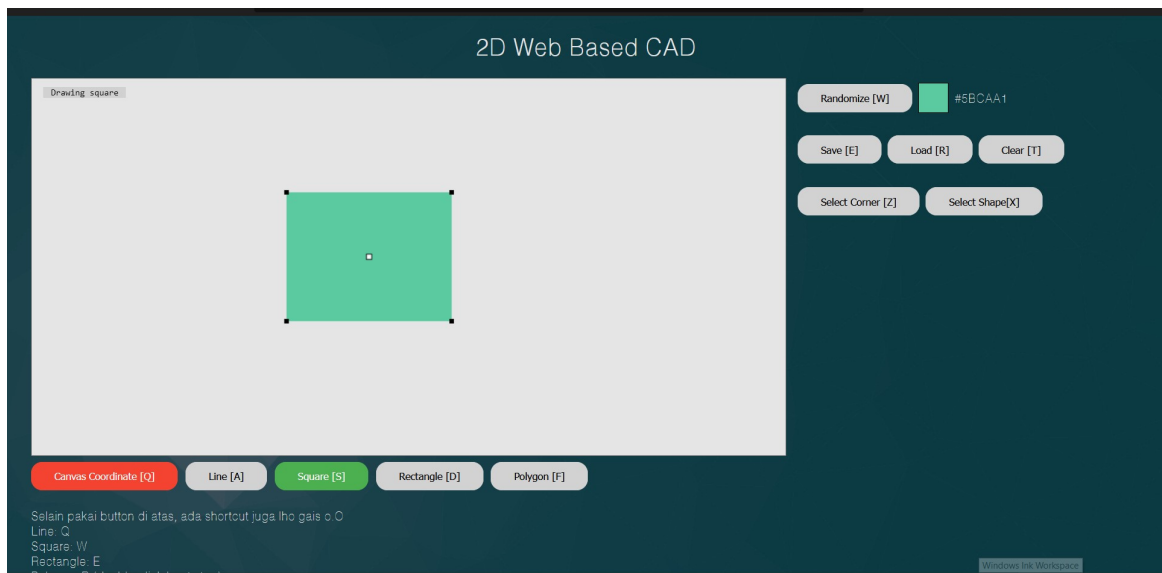 2D Web Based CAD
Drawing square
Randomize [W]
#5BCAA1
Save [E]
Load [R]
Clear [T]
Select Corner [Z]
Select Shape[X]
Canvas Coordinate [Q]
Line [A]
Square [S]
Rectangle [D]
Polygon [F]
Selain pakai button di atas, ada shortcut juga lho gais o.O
Line: Q
Square: W
Rectangle: E
Windows Ink Workspace